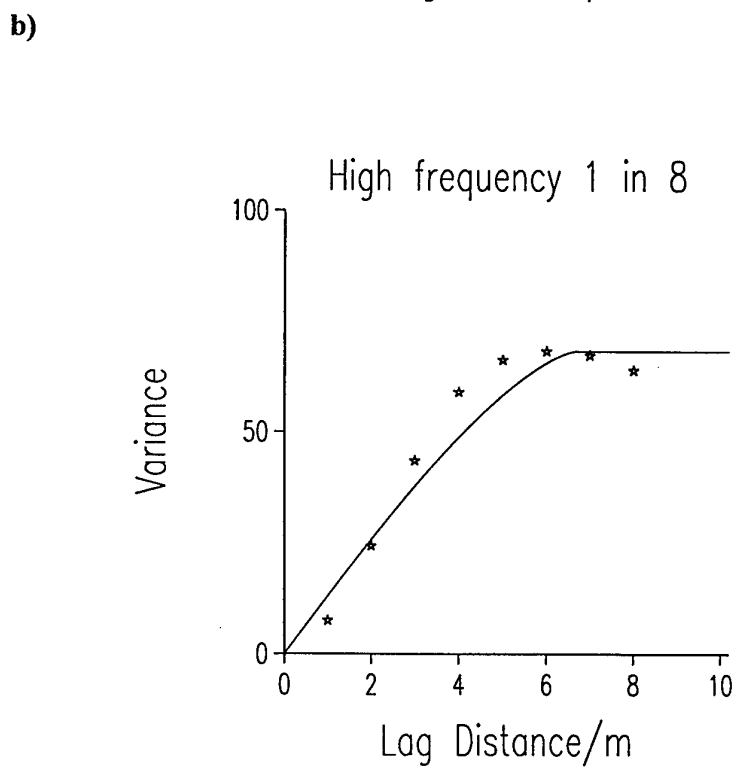 b)
High frequency 1 in 8
100
50
0
Variance
0 2 4 6 8 10
Lag Distance/m